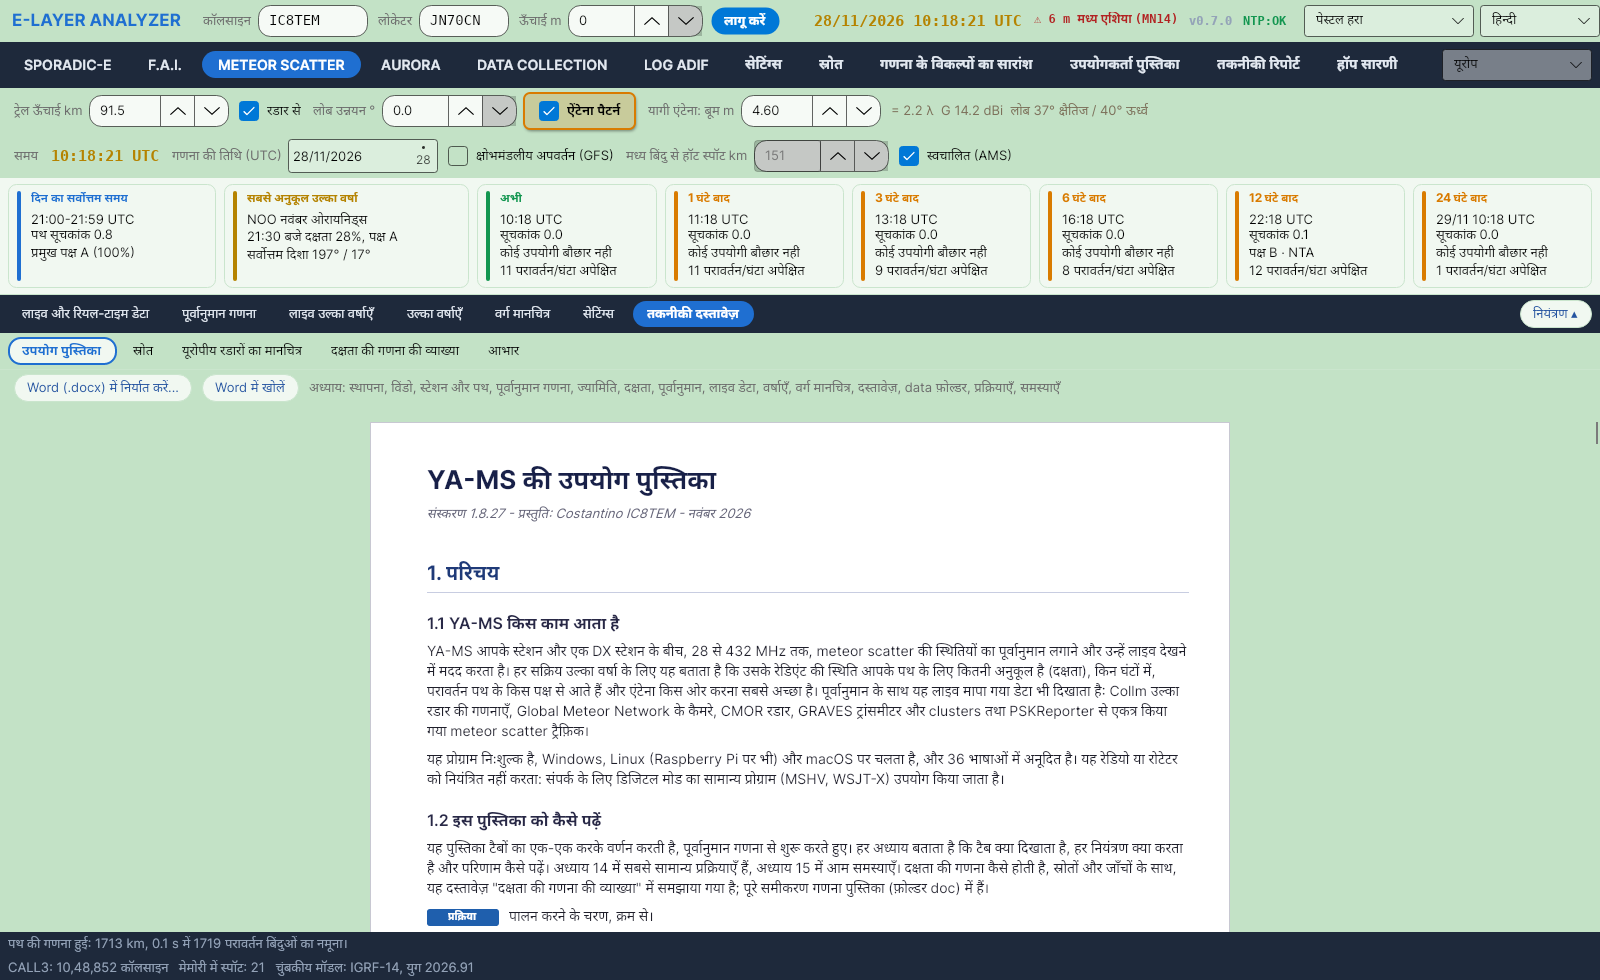 E-LAYER ANALYZER कॉलसाइन IC8TEM लोकेटर JN70CN ऊँचाई m 0 लागू करें 28/11/2026 10:18:21 UTC ⚠ 6 m मध्य एशिया (MN14) v0.7.0 NTP:OK पेस्टल हरा हिन्दी
SPORADIC-E F.A.I. METEOR SCATTER AURORA DATA COLLECTION LOG ADIF सेटिंग्स स्रोत गणना के विकल्पों का सारांश उपयोगकर्ता पुस्तिका तकनीकी रिपोर्ट हॉप सारणी यूरोप
ट्रेल ऊँचाई km 91.5 रडार से लोब उन्नयन ° 0.0 ऐंटेना पैटर्न यागी एंटेना: बूम m 4.60 = 2.2 λ G 14.2 dBi लोब 37° क्षैतिज / 40° ऊर्ध्व
समय 10:18:21 UTC गणना की तिथि (UTC) 28/11/2026 28 क्षोभमंडलीय अपवर्तन (GFS) मध्य बिंदु से हॉट स्पॉट km 151 स्वचालित (AMS)
दिन का सर्वोत्तम समय
21:00-21:59 UTC
पथ सूचकांक 0.8
प्रमुख पक्ष A (100%)
सबसे अनुकूल उल्का वर्षा
NOO नवंबर ओरायनिड्स
21:30 बजे दक्षता 28%, पक्ष A
सर्वोत्तम दिशा 197° / 17°
अभी
10:18 UTC
सूचकांक 0.0
कोई उपयोगी बौछार नही
11 परावर्तन/घंटा अपेक्षित
1 घंटे बाद
11:18 UTC
सूचकांक 0.0
कोई उपयोगी बौछार नही
11 परावर्तन/घंटा अपेक्षित
3 घंटे बाद
13:18 UTC
सूचकांक 0.0
कोई उपयोगी बौछार नही
9 परावर्तन/घंटा अपेक्षित
6 घंटे बाद
16:18 UTC
सूचकांक 0.0
कोई उपयोगी बौछार नही
8 परावर्तन/घंटा अपेक्षित
12 घंटे बाद
22:18 UTC
सूचकांक 0.1
पक्ष B · NTA
12 परावर्तन/घंटा अपेक्षित
24 घंटे बाद
29/11 10:18 UTC
सूचकांक 0.0
कोई उपयोगी बौछार नही
1 परावर्तन/घंटा अपेक्षित
लाइव और रियल-टाइम डेटा पूर्वानुमान गणना लाइव उल्का वर्षाएँ उल्का वर्षाएँ वर्ग मानचित्र सेटिंग्स तकनीकी दस्तावेज़ नियंत्रण ▴
उपयोग पुस्तिका स्रोत यूरोपीय रडारों का मानचित्र दक्षता की गणना की व्याख्या आभार
Word (.docx) में निर्यात करें... Word में खोलें अध्याय: स्थापना, विंडो, स्टेशन और पथ, पूर्वानुमान गणना, ज्यामिति, दक्षता, पूर्वानुमान, लाइव डेटा, वर्षाएँ, वर्ग मानचित्र, दस्तावेज़, data फ़ोल्डर, प्रक्रियाएँ, समस्याएँ
YA-MS की उपयोग पुस्तिका
संस्करण 1.8.27 - प्रस्तुति: Costantino IC8TEM - नवंबर 2026
1. परिचय
1.1 YA-MS किस काम आता है
YA-MS आपके स्टेशन और एक DX स्टेशन के बीच, 28 से 432 MHz तक, meteor scatter की स्थितियों का पूर्वानुमान लगाने और उन्हें लाइव देखने
में मदद करता है। हर सक्रिय उल्का वर्षा के लिए यह बताता है कि उसके रेडिएंट की स्थिति आपके पथ के लिए कितनी अनुकूल है (दक्षता), किन घंटों में,
परावर्तन पथ के किस पक्ष से आते हैं और एंटेना किस ओर करना सबसे अच्छा है। पूर्वानुमान के साथ यह लाइव मापा गया डेटा भी दिखाता है: Collm उल्का
रडार की गणनाएँ, Global Meteor Network के कैमरे, CMOR रडार, GRAVES ट्रांसमीटर और clusters तथा PSKReporter से एकत्र किया
गया meteor scatter ट्रैफ़िक।
यह प्रोग्राम निःशुल्क है, Windows, Linux (Raspberry Pi पर भी) और macOS पर चलता है, और 36 भाषाओं में अनूदित है। यह रेडियो या रोटेटर
को नियंत्रित नहीं करता: संपर्क के लिए डिजिटल मोड का सामान्य प्रोग्राम (MSHV, WSJT-X) उपयोग किया जाता है।
1.2 इस पुस्तिका को कैसे पढ़ें
यह पुस्तिका टैबों का एक-एक करके वर्णन करती है, पूर्वानुमान गणना से शुरू करते हुए। हर अध्याय बताता है कि टैब क्या दिखाता है, हर नियंत्रण क्या करता
है और परिणाम कैसे पढ़ें। अध्याय 14 में सबसे सामान्य प्रक्रियाएँ हैं, अध्याय 15 में आम समस्याएँ। दक्षता की गणना कैसे होती है, स्रोतों और जाँचों के साथ,
यह दस्तावेज़ "दक्षता की गणना की व्याख्या" में समझाया गया है; पूरे समीकरण गणना पुस्तिका (फ़ोल्डर doc) में हैं।
प्रक्रिया पालन करने के चरण, क्रम से।
पथ की गणना हुई: 1713 km, 0.1 s में 1719 परावर्तन बिंदुओं का नमूना।
CALL3: 10,48,852 कॉलसाइन मेमोरी में स्पॉट: 21 चुंबकीय मॉडल: IGRF-14, युग 2026.91